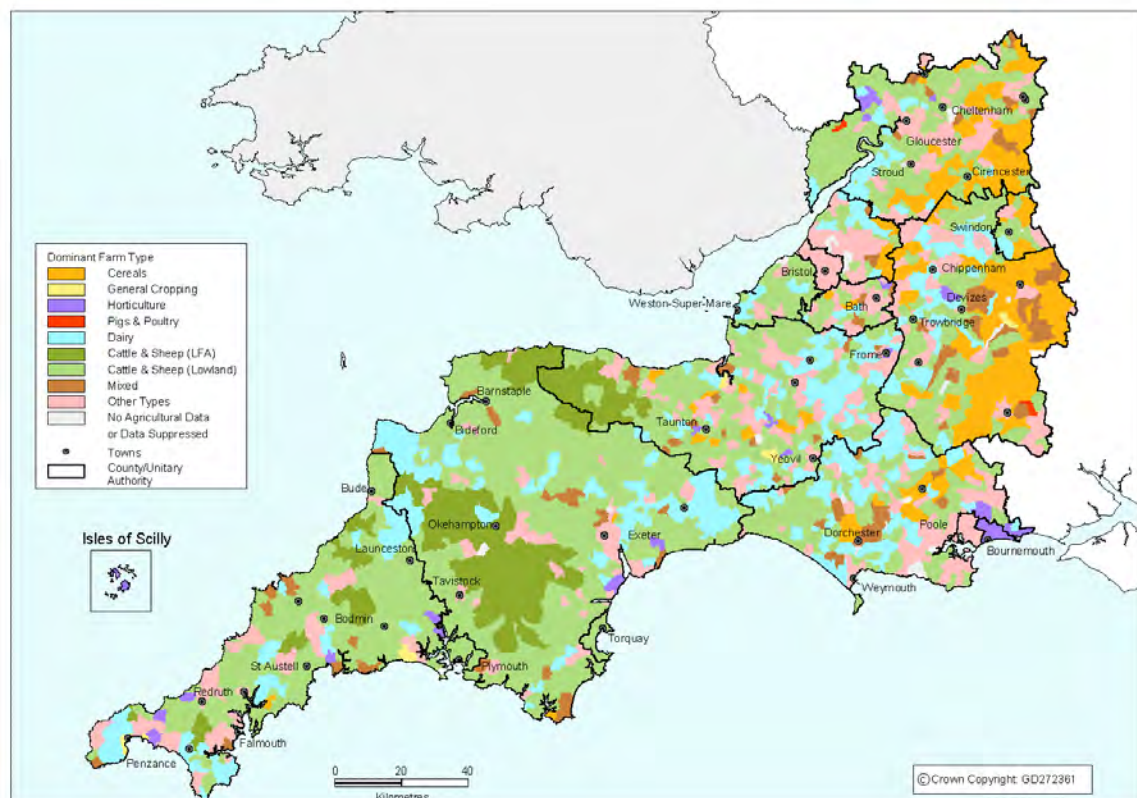 Cheltenham
Gloucester
Stroud
Cirencester
Swindon
Bristol
Chippenham
Weston-Super-Mare
Bath
Devizes
Trowbridge
Frome
Dominant Farm Type
Cereals
General Cropping
Horticulture
Pigs & Poultry
Dairy
Cattle & Sheep (LFA)
Cattle & Sheep (Lowland)
Mixed
Other Types
No Agricultural Data
or Data Suppressed
Towns
County/Unitary
Authority
Barnstaple
Bideford
Taunton
Yeovil
Bude
Okehampton
Exeter
Dorchester
Poole
Bournemouth
Isles of Scilly
Launceston
Tavistock
Weymouth
Bodmin
Torquay
St Austell
Plymouth
Redruth
Falmouth
Penzance
0 20 40
Kilometres
© Crown Copyright: GD272361